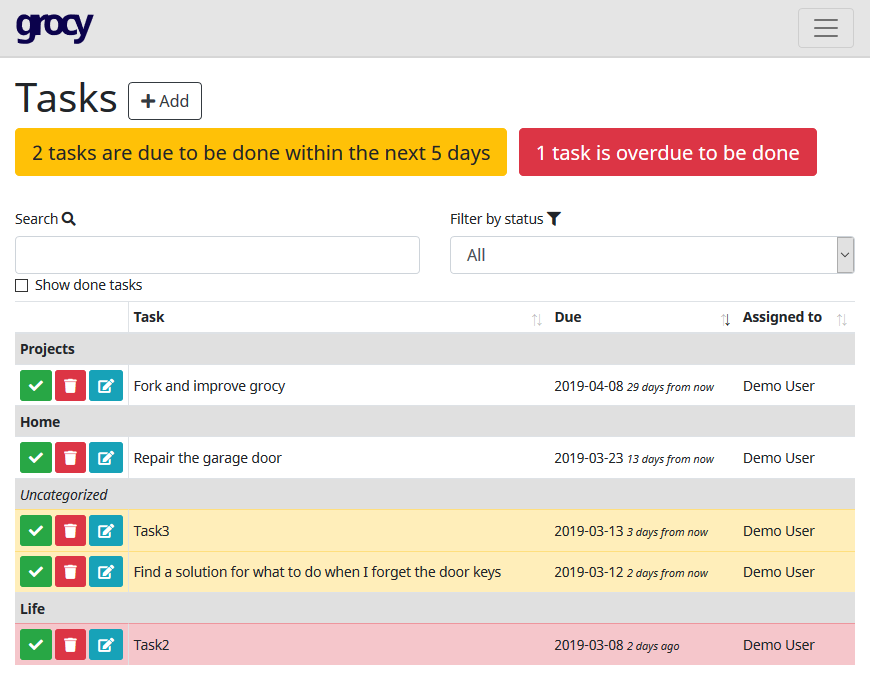 grocy
Tasks + Add
2 tasks are due to be done within the next 5 days 1 task is overdue to be done
Search Filter by status
All
Show done tasks
Task Due Assigned to
Projects
Fork and improve grocy 2019-04-08 29 days from now Demo User
Home
Repair the garage door 2019-03-23 13 days from now Demo User
Uncategorized
Task3 2019-03-13 3 days from now Demo User
Find a solution for what to do when I forget the door keys 2019-03-12 2 days from now Demo User
Life
Task2 2019-03-08 2 days ago Demo User